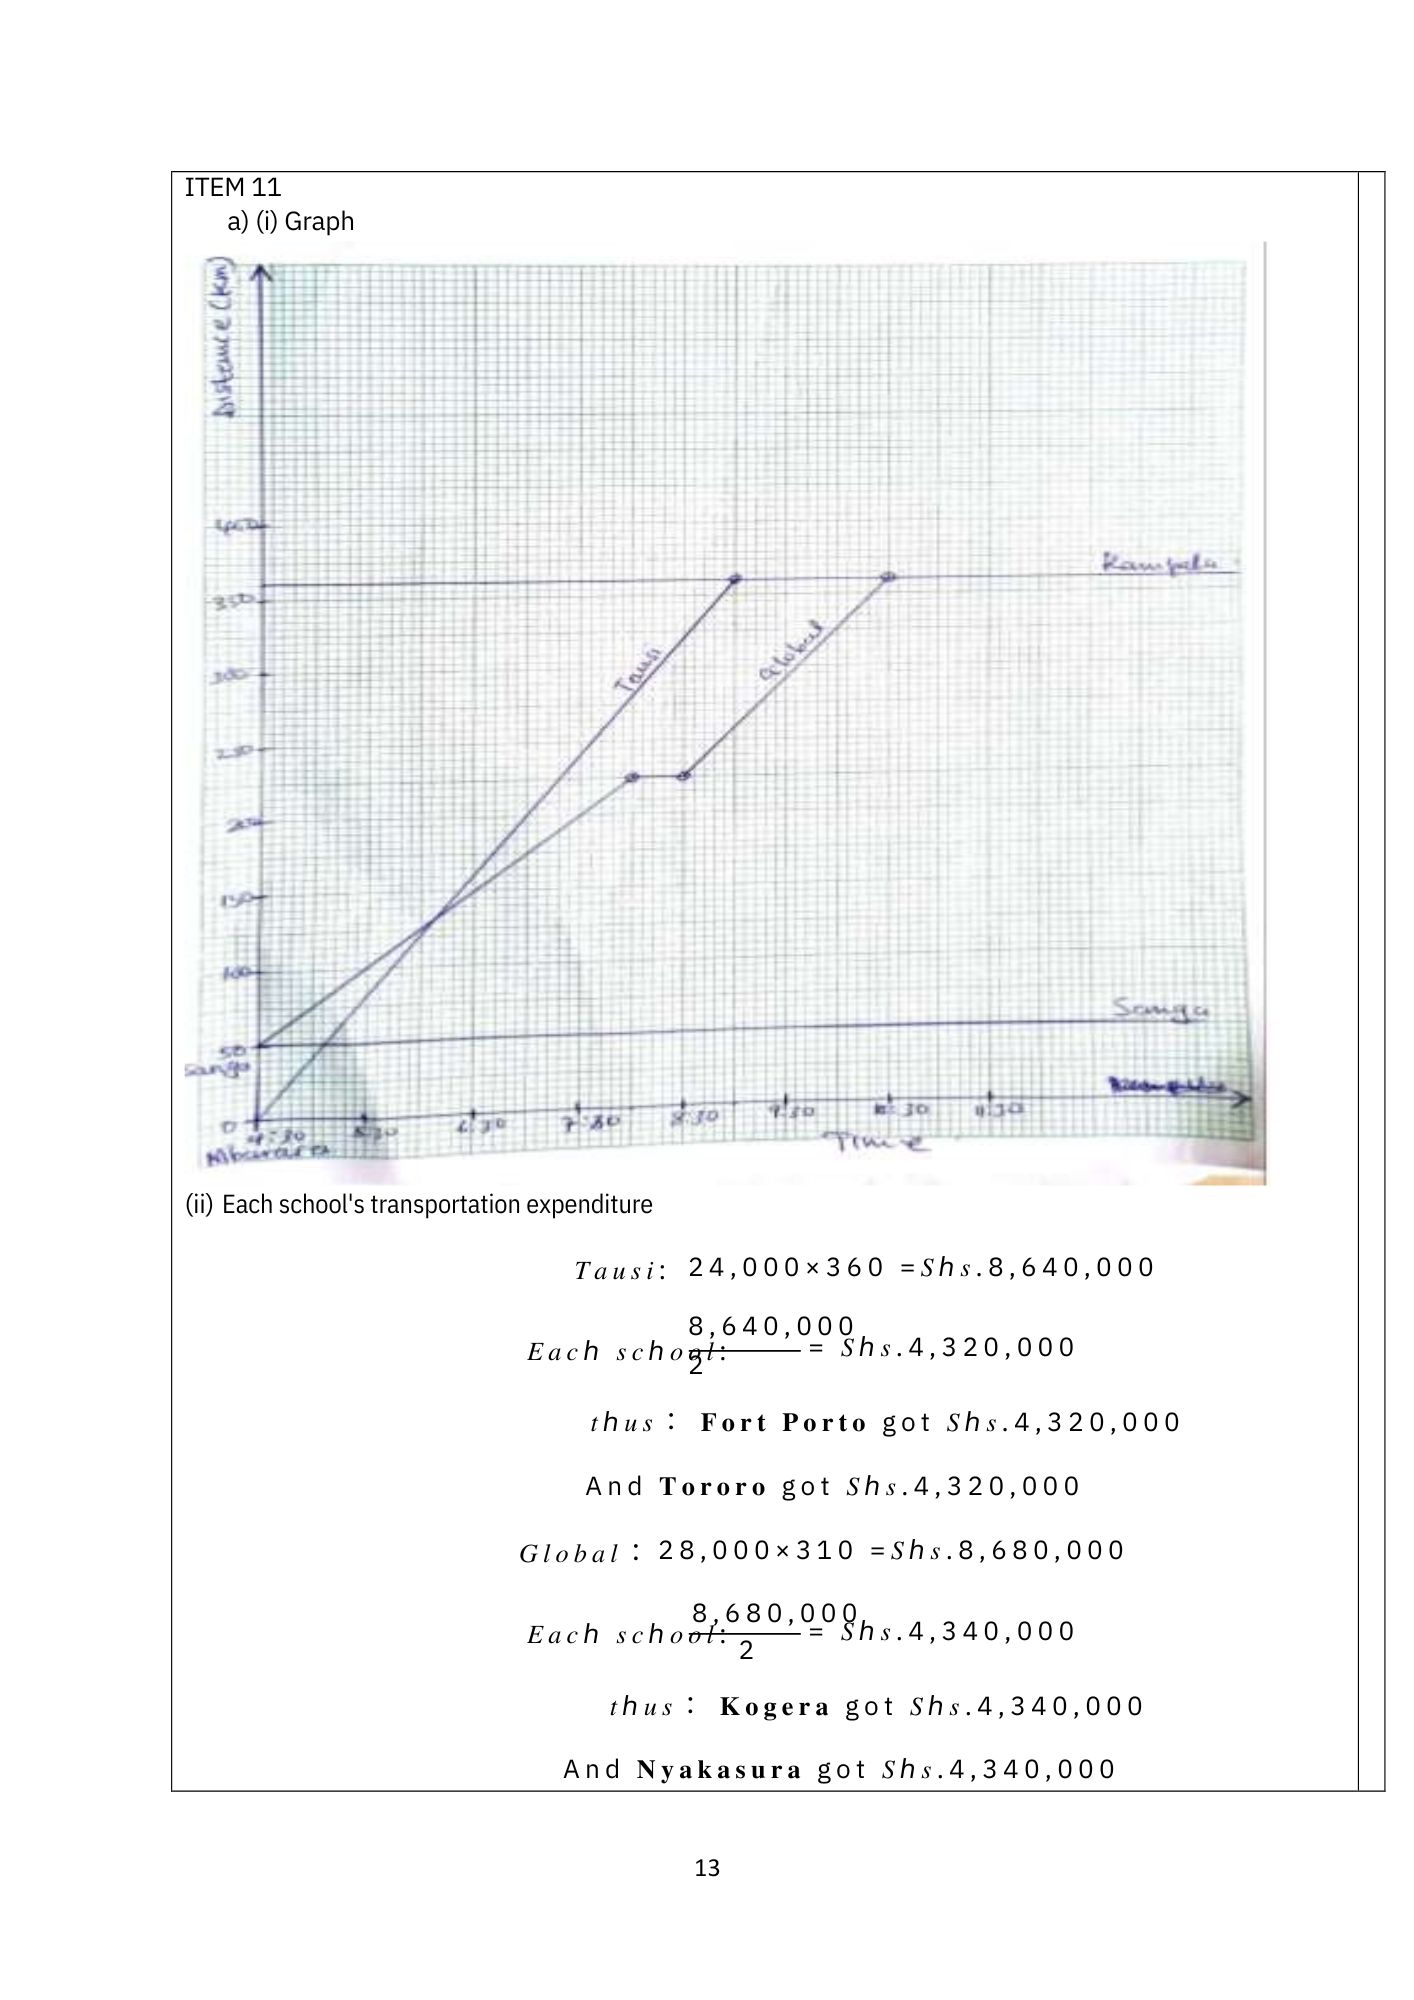 ITEM 11
a) (i) Graph
Distance (km)
400
Kampala
350
Tausi
Global
300
250
200
150
100
Sanga
50
Sanga
0
4:30 5:30 6:30 7:30 8:30 9:30 10:30 11:30
Mbarara
Time
(ii) Each school's transportation expenditure
Tausi: 24,000×360 =Shs.8,640,000
Each school: 8,640,000/2 = Shs.4,320,000
thus : Fort Porto got Shs.4,320,000
And Tororo got Shs.4,320,000
Global : 28,000×310 =Shs.8,680,000
Each school: 8,680,000/2 = Shs.4,340,000
thus : Kogera got Shs.4,340,000
And Nyakasura got Shs.4,340,000
13